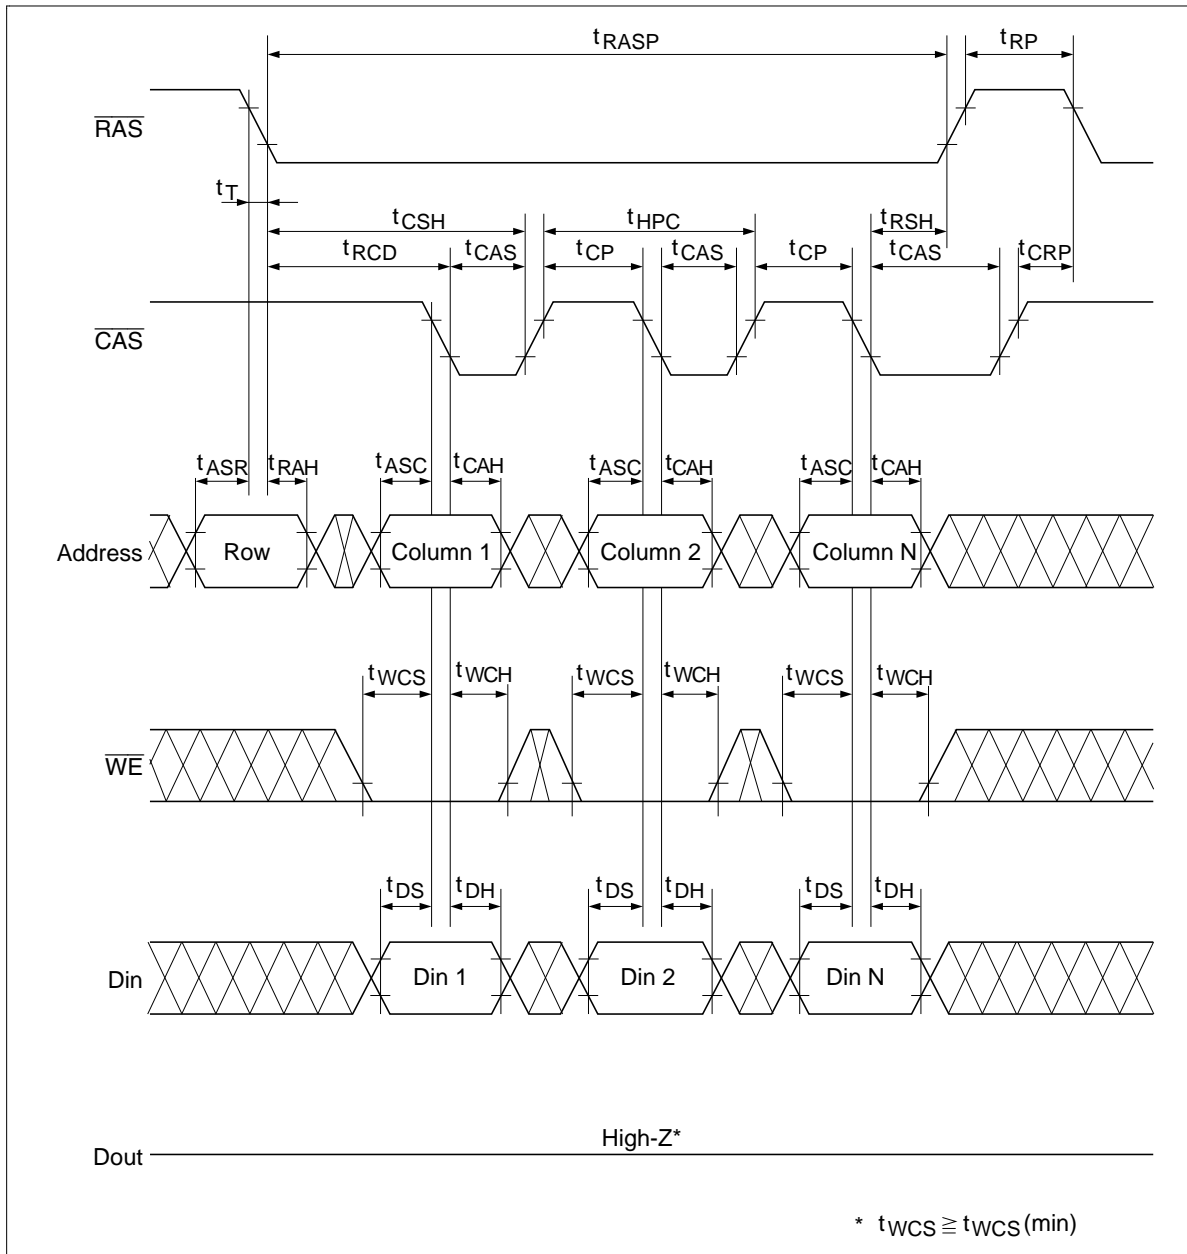 tRASP tRP
RAS
tT
tCSH tHPC tRSH
tRCD tCAS tCP tCAS tCP tCAS tCRP
CAS
tASR tRAH tASC tCAH tASC tCAH tASC tCAH
Address Row Column 1 Column 2 Column N
tWCS tWCH tWCS tWCH tWCS tWCH
WE
tDS tDH tDS tDH tDS tDH
Din Din 1 Din 2 Din N
High-Z*
Dout
* tWCS ≧ tWCS (min)